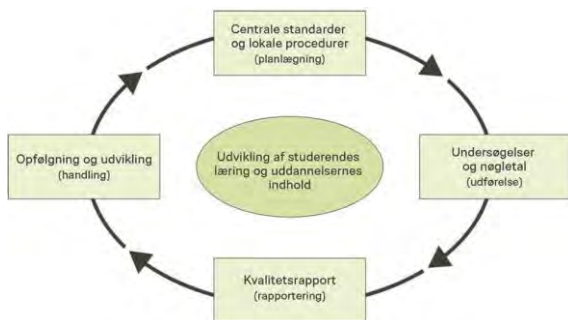 Centrale standarder
og lokale procedurer
(planlægning)
Opfølgning og udvikling
(handling)
Udvikling af studerendes
læring og uddannelsernes
indhold
Undersøgelser
og nøgletal
(udførelse)
Kvalitetsrapport
(rapportering)